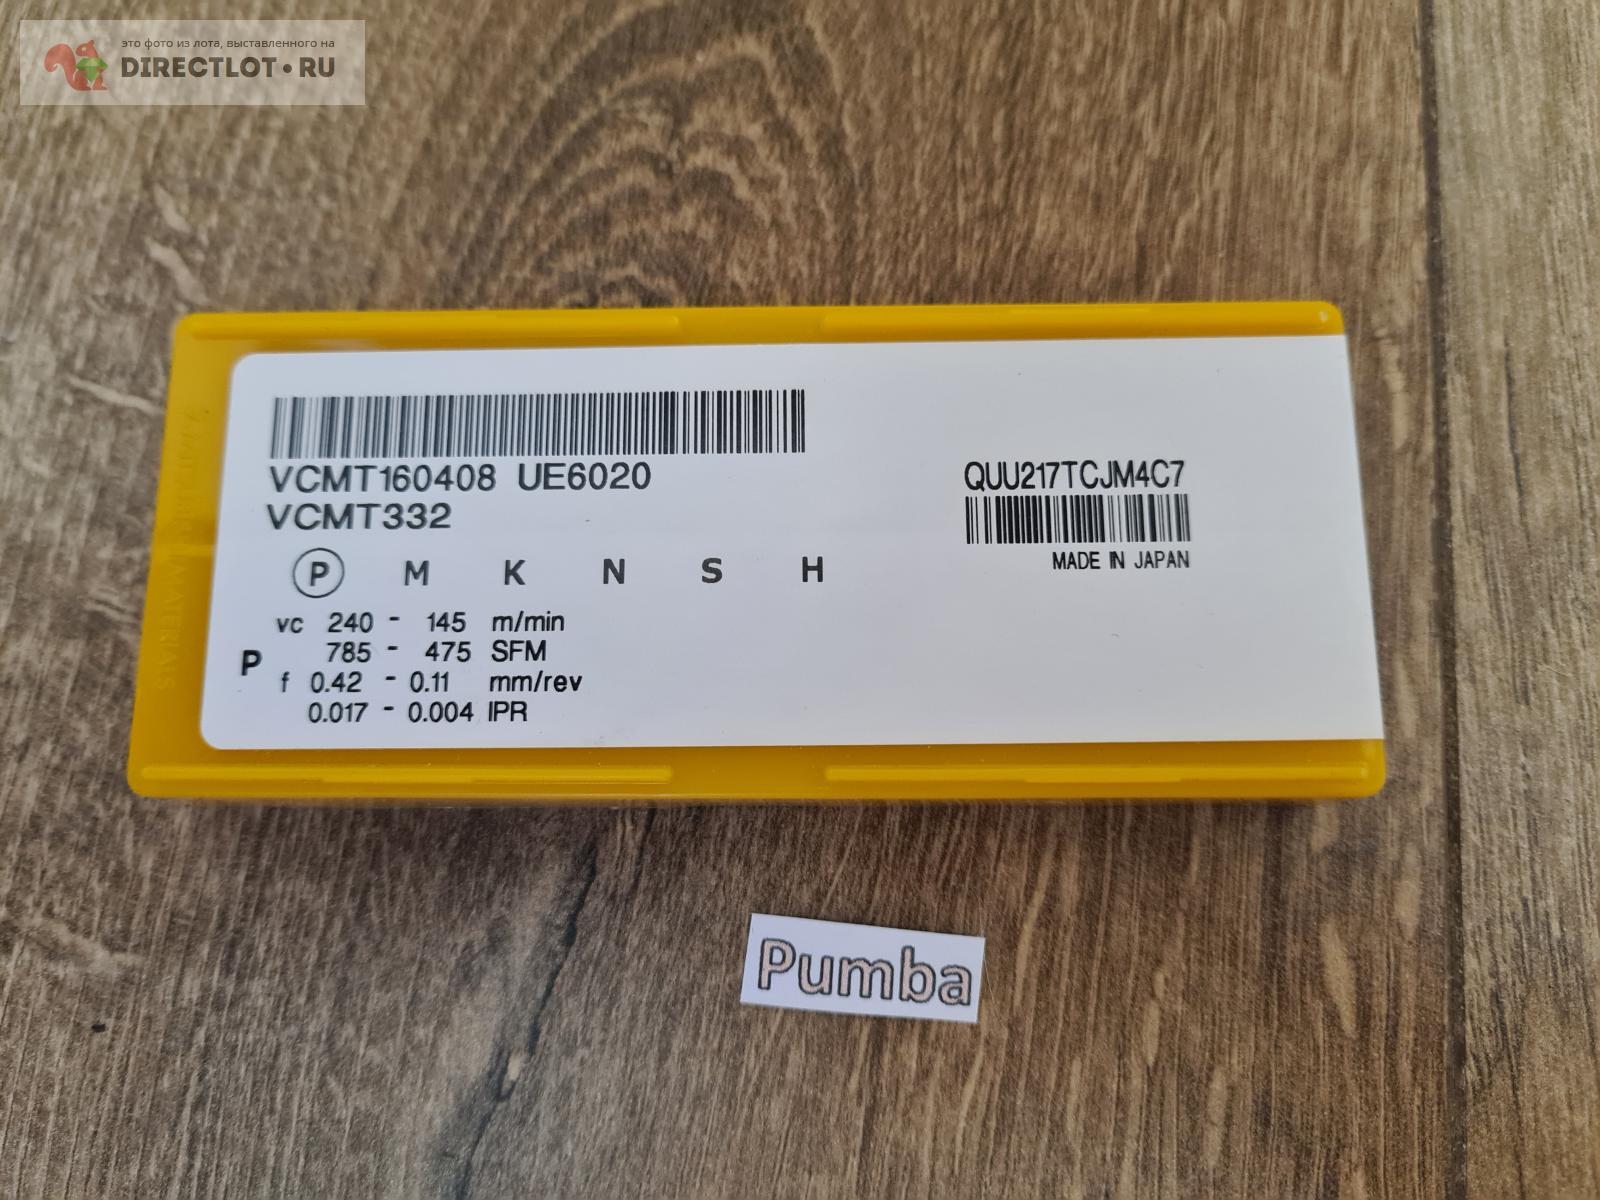 это фото из лота, выставленного на
DIRECTLOT.RU
VCMT160408 UE6020
VCMT332
QUU217TCJM4C7
MADE IN JAPAN
P M K N S H
P
vc 240 - 145 m/min
785 - 475 SFM
f 0.42 - 0.11 mm/rev
0.017 - 0.004 IPR
MATERIALS
Pumba